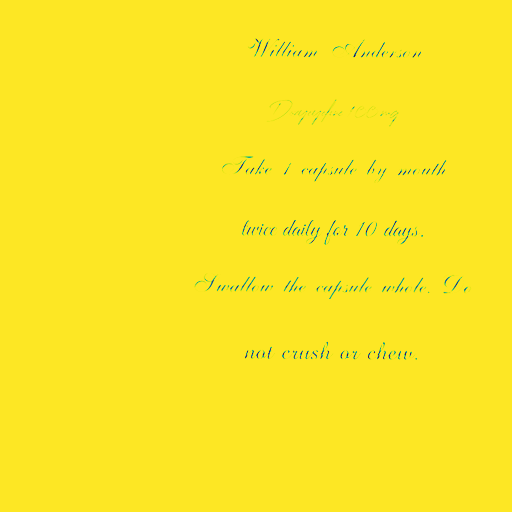 William Anderson
100mg
Take 1 capsule by mouth
twice daily for 10 days.
Swallow the capsule whole. Do
not crush or chew.